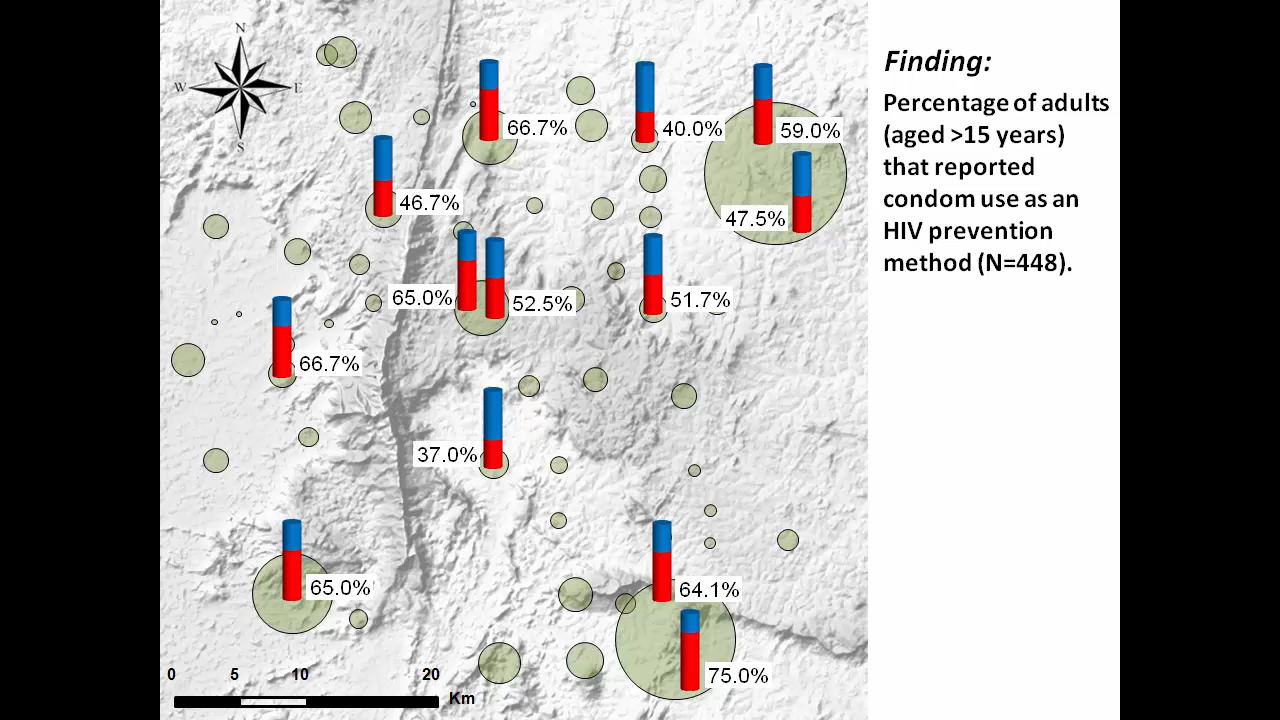 N
W
E
S
66.7%
40.0%
59.0%
46.7%
47.5%
65.0%
52.5%
51.7%
66.7%
37.0%
65.0%
64.1%
75.0%
0 5 10 20
Km
Finding:
Percentage of adults
(aged >15 years)
that reported
condom use as an
HIV prevention
method (N=448).